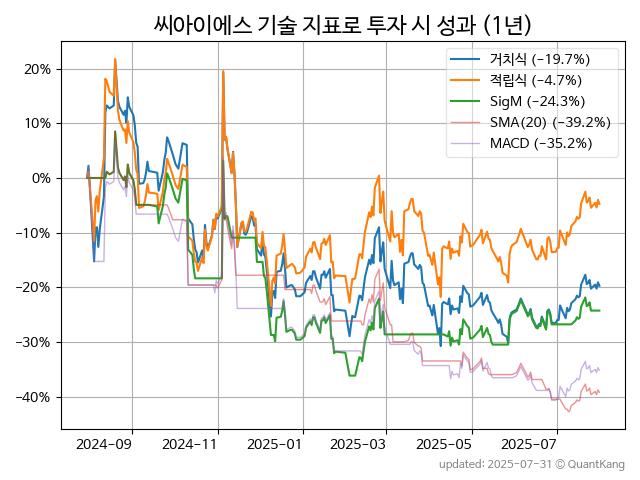 씨아이에스 기술 지표로 투자 시 성과 (1년)
거치식 (−19.7%)
적립식 (−4.7%)
SigM (−24.3%)
SMA(20) (−39.2%)
MACD (−35.2%)
20%
10%
0%
−10%
−20%
−30%
−40%
2024-09 2024-11 2025-01 2025-03 2025-05 2025-07
updated: 2025-07-31 © QuantKang